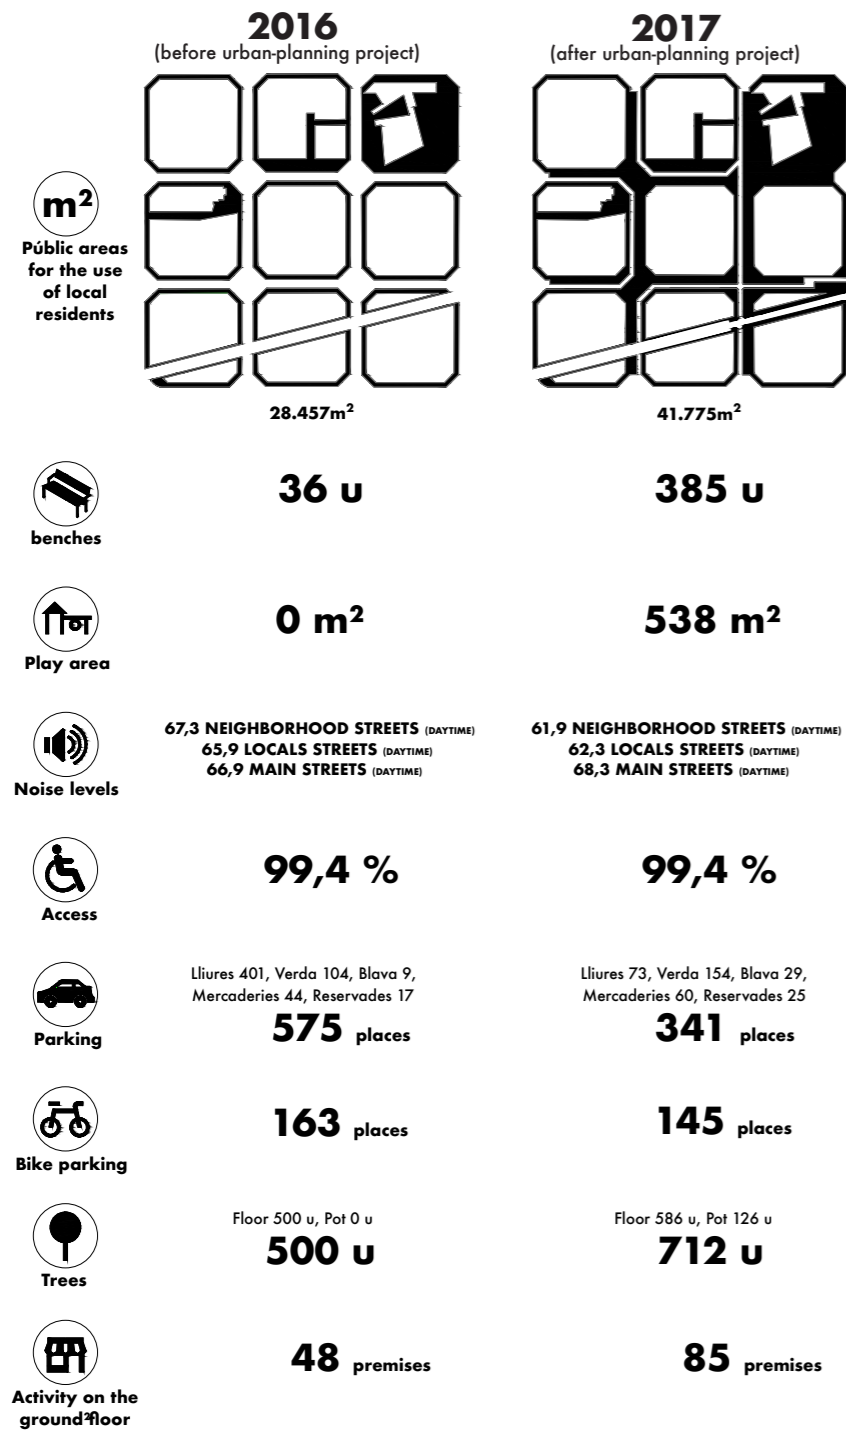 2016
(before urban-planning project)
2017
(after urban-planning project)
m²
Públic areas
for the use
of local
residents
28.457m²
41.775m²
benches
36 u
385 u
Play area
0 m²
538 m²
Noise levels
67,3 NEIGHBORHOOD STREETS (DAYTIME)
65,9 LOCALS STREETS (DAYTIME)
66,9 MAIN STREETS (DAYTIME)
61,9 NEIGHBORHOOD STREETS (DAYTIME)
62,3 LOCALS STREETS (DAYTIME)
68,3 MAIN STREETS (DAYTIME)
Access
99,4 %
99,4 %
Parking
Lliures 401, Verda 104, Blava 9,
Mercaderies 44, Reservades 17
575 places
Lliures 73, Verda 154, Blava 29,
Mercaderies 60, Reservades 25
341 places
Bike parking
163 places
145 places
Trees
Floor 500 u, Pot 0 u
500 u
Floor 586 u, Pot 126 u
712 u
Activity on the
ground²floor
48 premises
85 premises